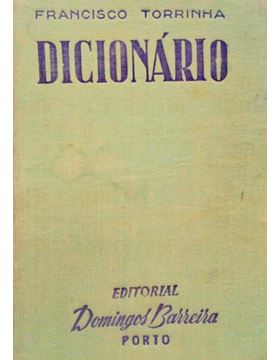 FRANCISCO TORRINHA
DICIONÁRIO
EDITORIAL
Domingos Barreira
PORTO